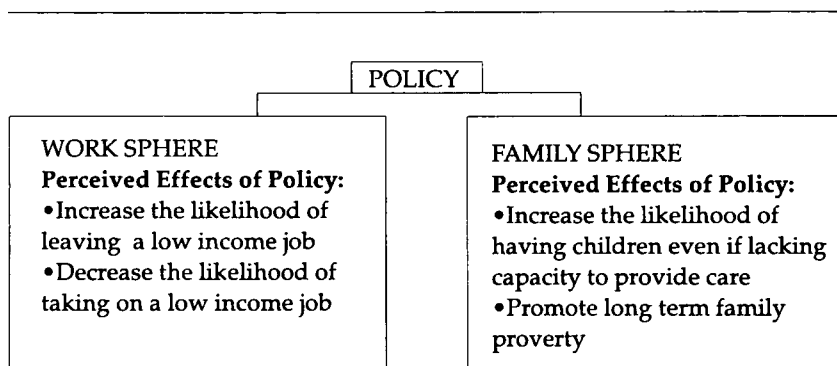 POLICY
WORK SPHERE
Perceived Effects of Policy:
•Increase the likelihood of
leaving a low income job
•Decrease the likelihood of
taking on a low income job
FAMILY SPHERE
Perceived Effects of Policy:
•Increase the likelihood of
having children even if lacking
capacity to provide care
•Promote long term family
proverty